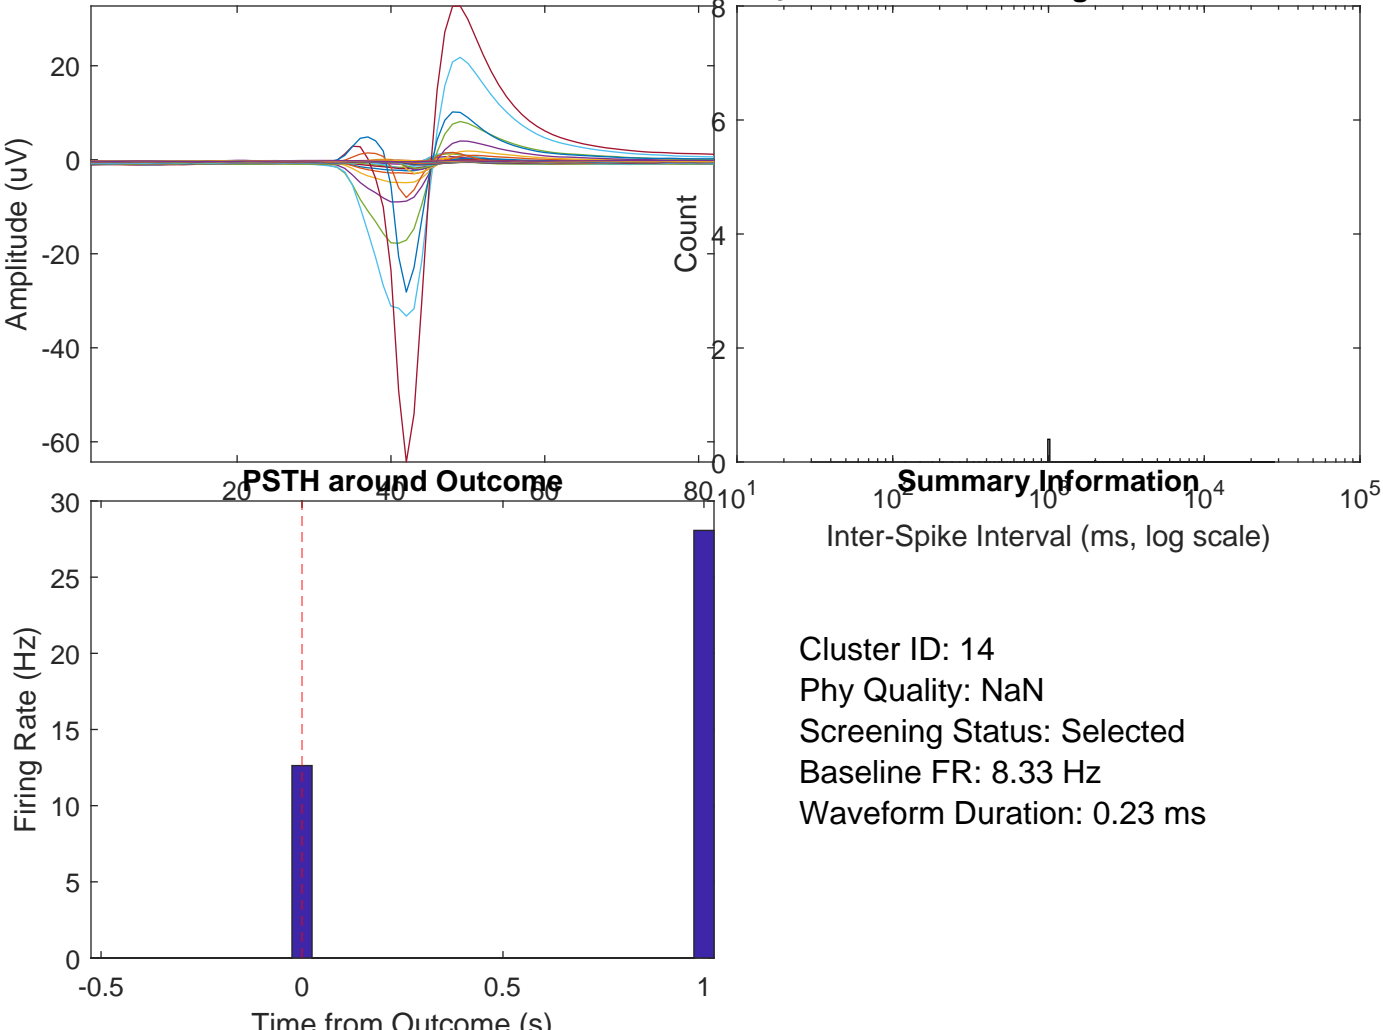 20
0
-20
-40
-60
Amplitude (uV)
20
40
60
80
8
6
4
2
0
Count
10^1
10^2
10^4
10^5
Inter-Spike Interval (ms, log scale)
PSTH around Outcome
30
25
20
15
10
5
0
Firing Rate (Hz)
-0.5
0
0.5
1
Time from Outcome (s)
Summary Information
Cluster ID: 14
Phy Quality: NaN
Screening Status: Selected
Baseline FR: 8.33 Hz
Waveform Duration: 0.23 ms